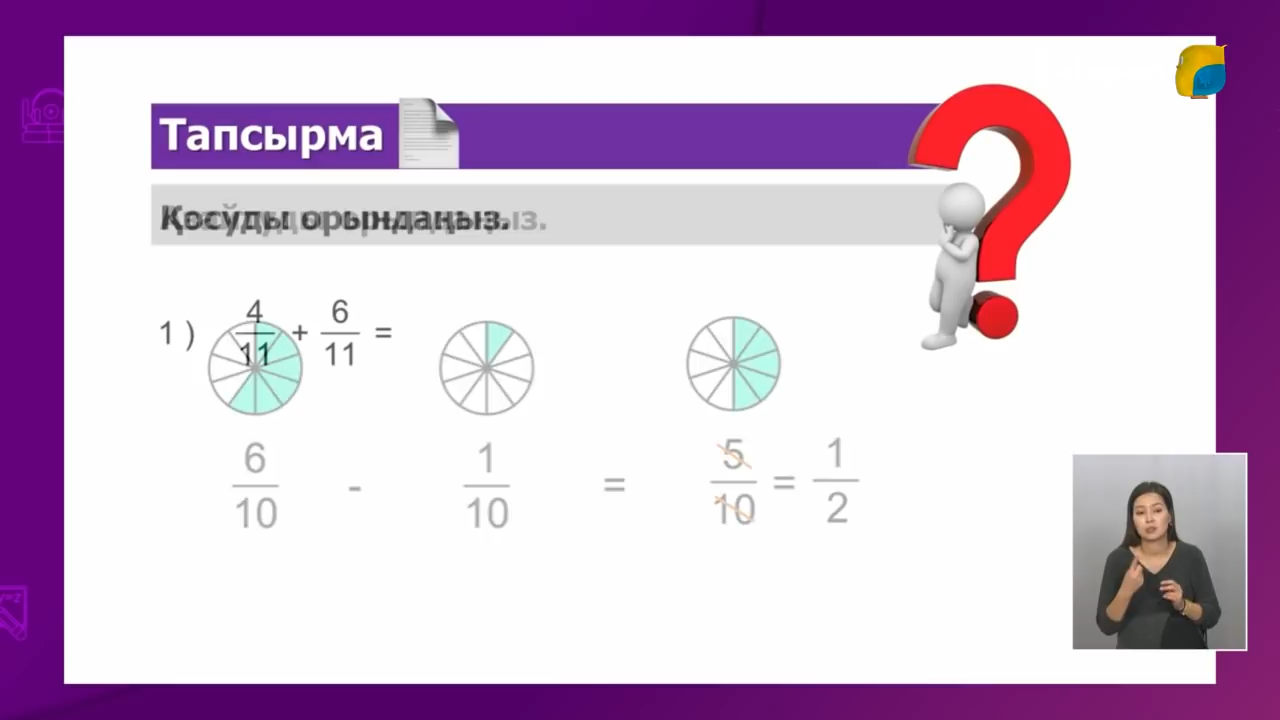 Тапсырма
Қосуды орындаңыз.
1 ) 4/11 + 6/11 =
6/10 - 1/10 = 5/10 = 1/2